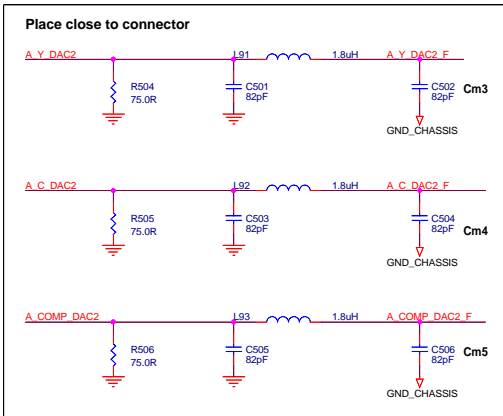 Place close to connector
A_Y_DAC2 L91 1.8uH A_Y_DAC2_F
R504 C501 C502 Cm3
75.0R 82pF 82pF
GND_CHASSIS
A_C_DAC2 L92 1.8uH A_C_DAC2_F
R505 C503 C504 Cm4
75.0R 82pF 82pF
GND_CHASSIS
A_COMP_DAC2 L93 1.8uH A_COMP_DAC2_F
R506 C505 C506 Cm5
75.0R 82pF 82pF
GND_CHASSIS